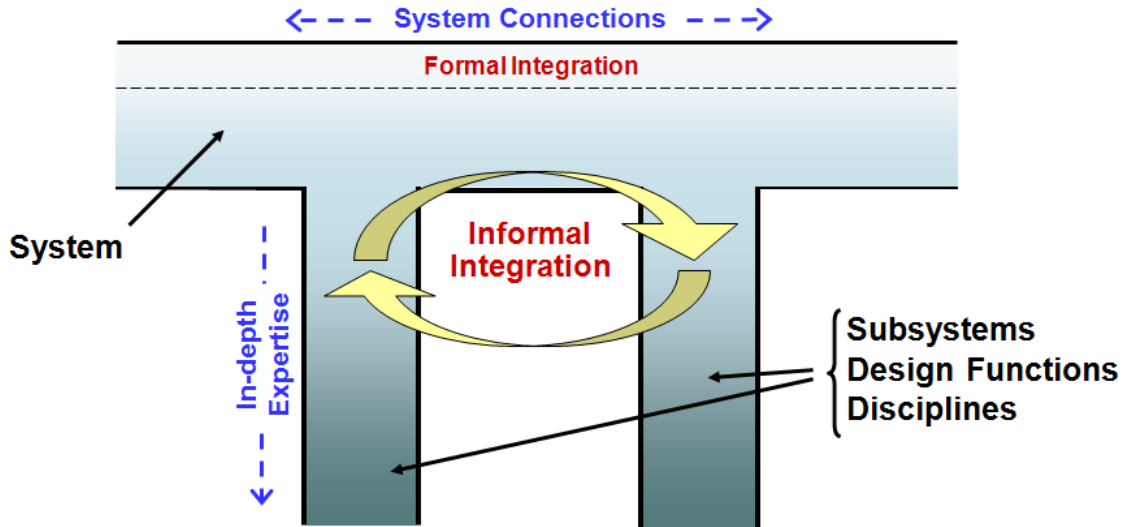 System Connections
Formal Integration
System
Informal
Integration
In-depth
Expertise
Subsystems
Design Functions
Disciplines